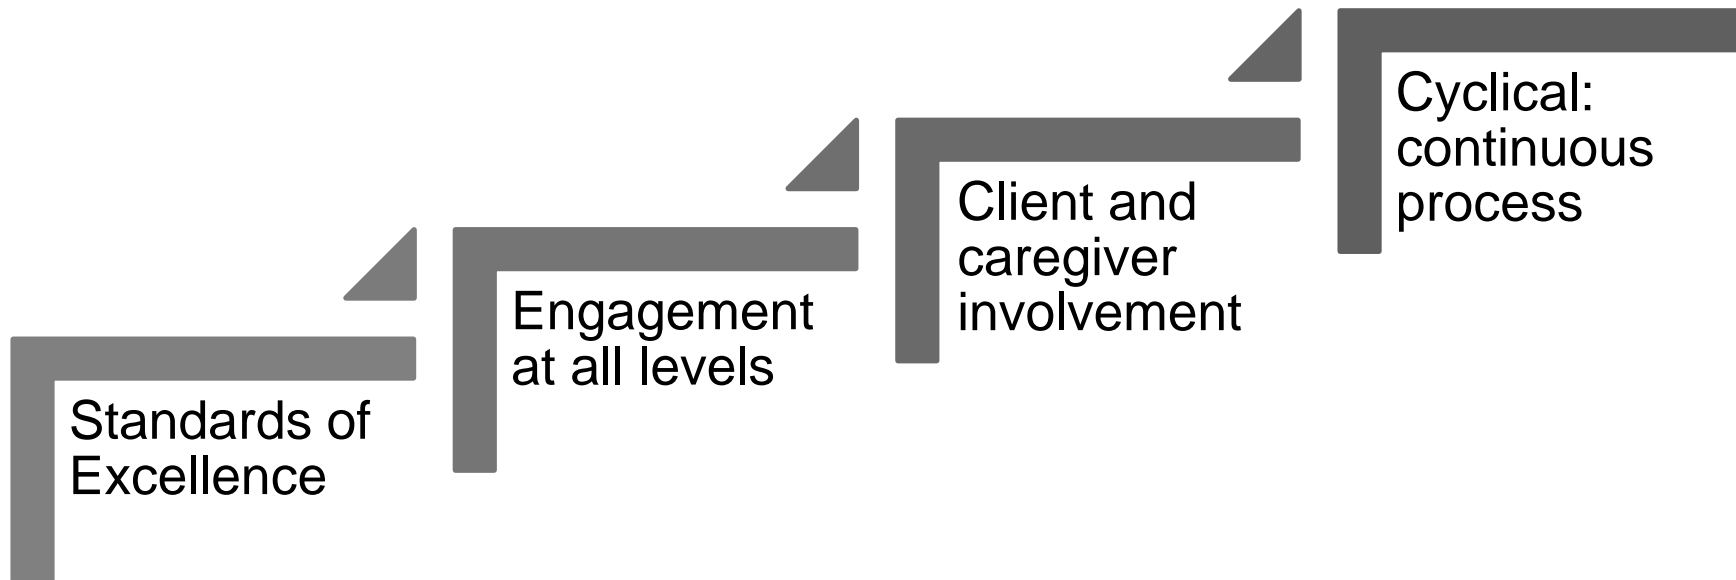 Standards of
Excellence
Engagement
at all levels
Client and
caregiver
involvement
Cyclical:
continuous
process